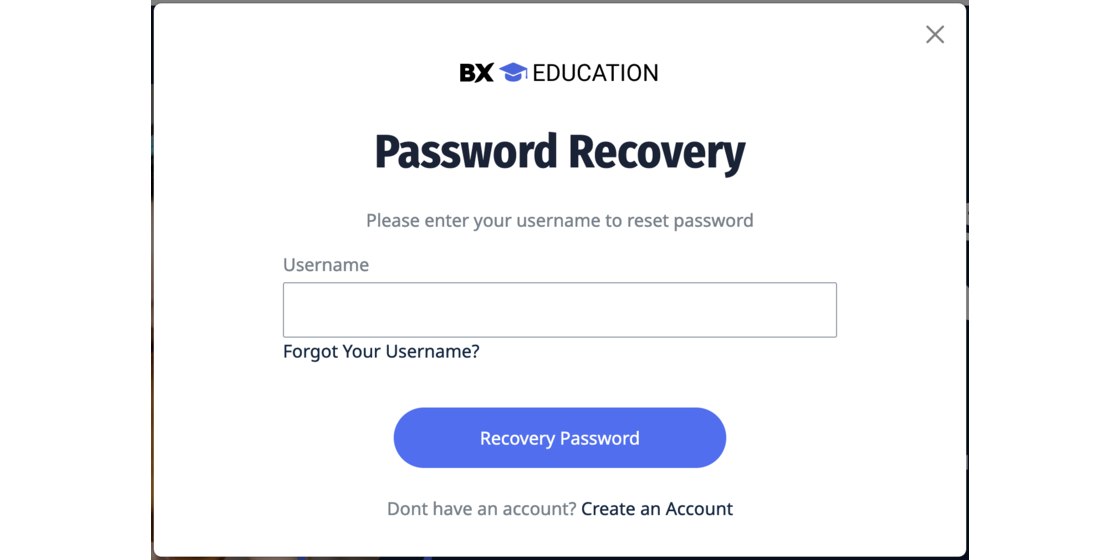 BX EDUCATION
Password Recovery
Please enter your username to reset password
Username
Forgot Your Username?
Recovery Password
Dont have an account? Create an Account